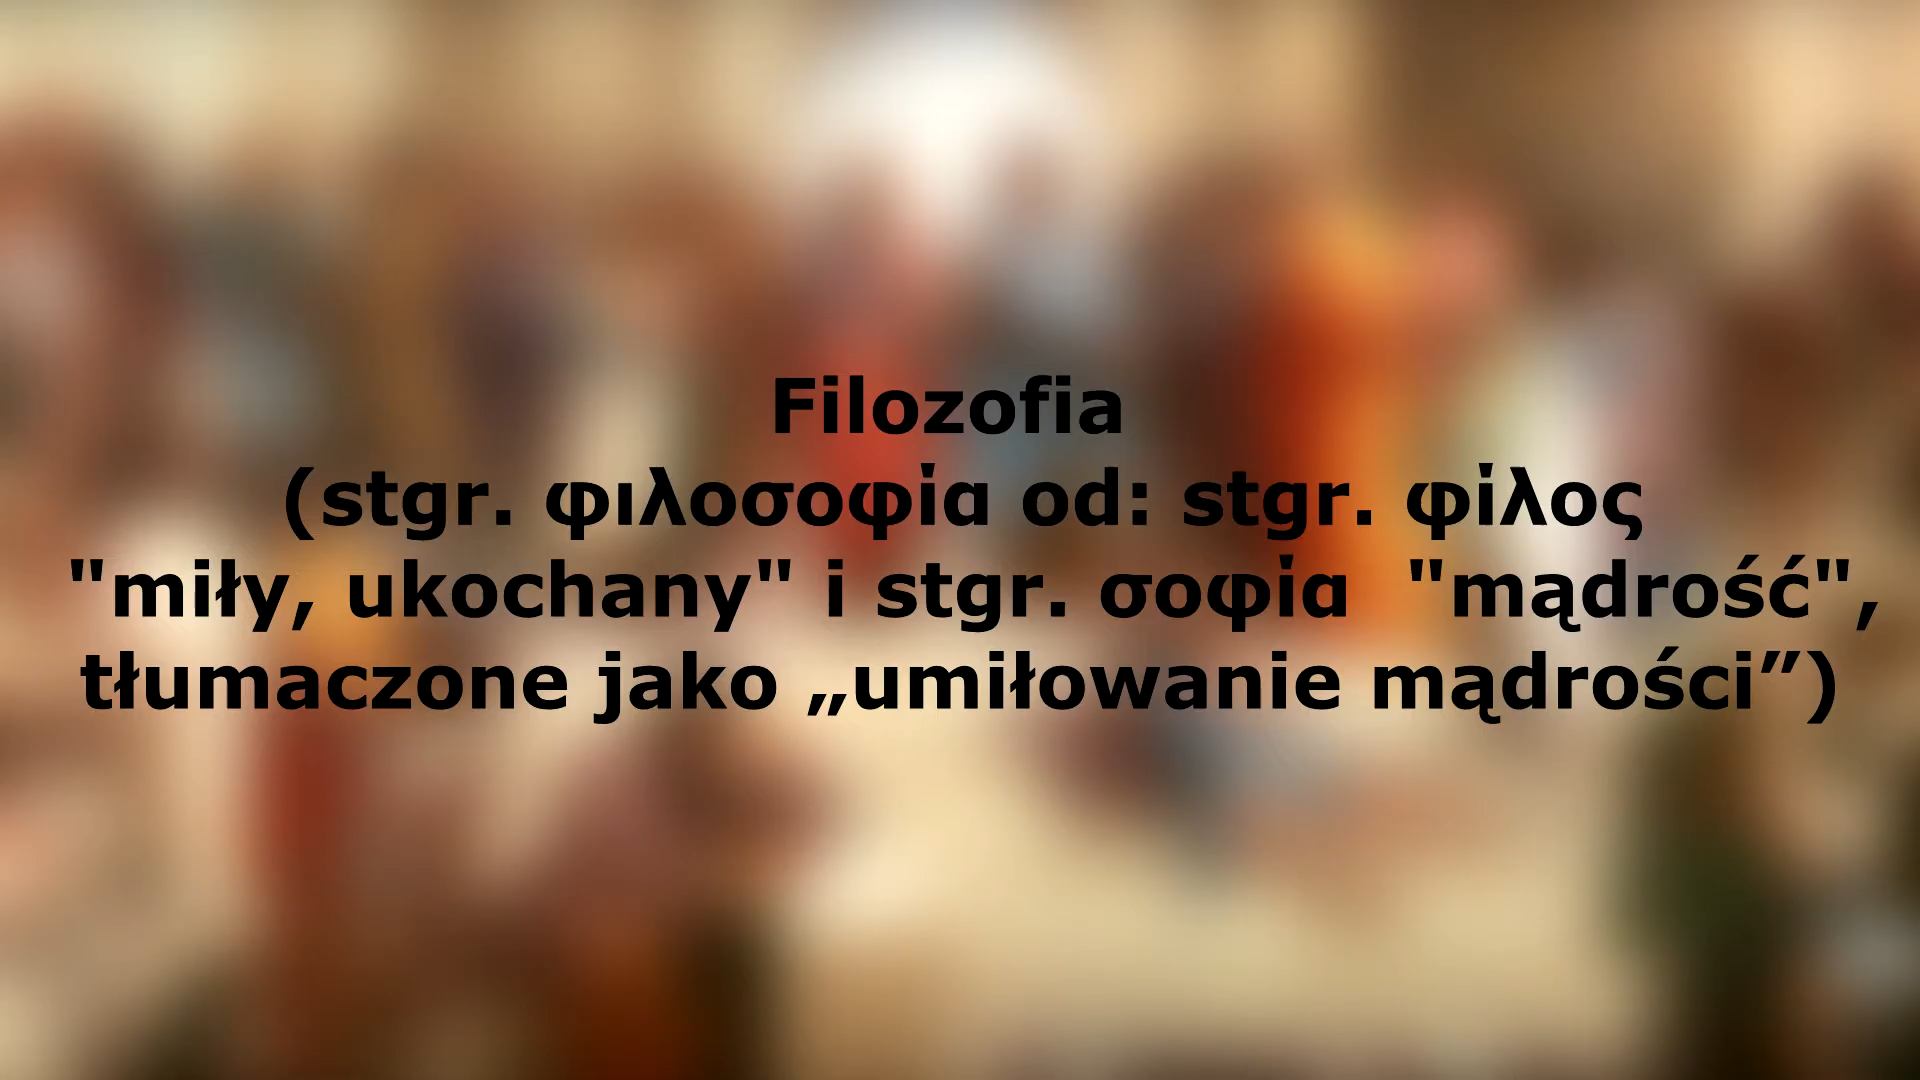 Filozofia
(stgr. φιλοσοφία od: stgr. φίλος
"miły, ukochany" i stgr. σοφία "mądrość",
tłumaczone jako „umiłowanie mądrości”)